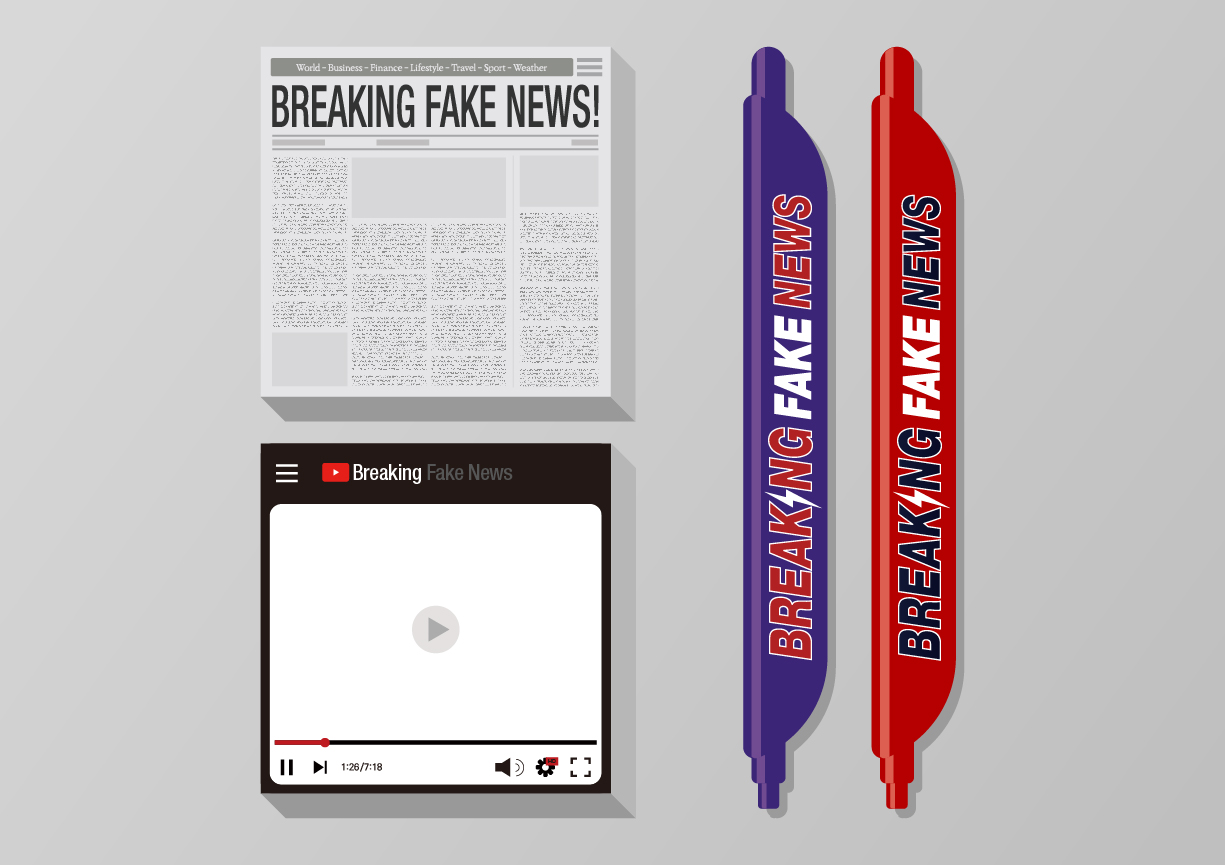 World – Business – Finance – Lifestyle – Travel – Sport – Weather
BREAKING FAKE NEWS!
Breaking Fake News
1:26/7:18
HD
BREAKING FAKE NEWS
BREAKING FAKE NEWS